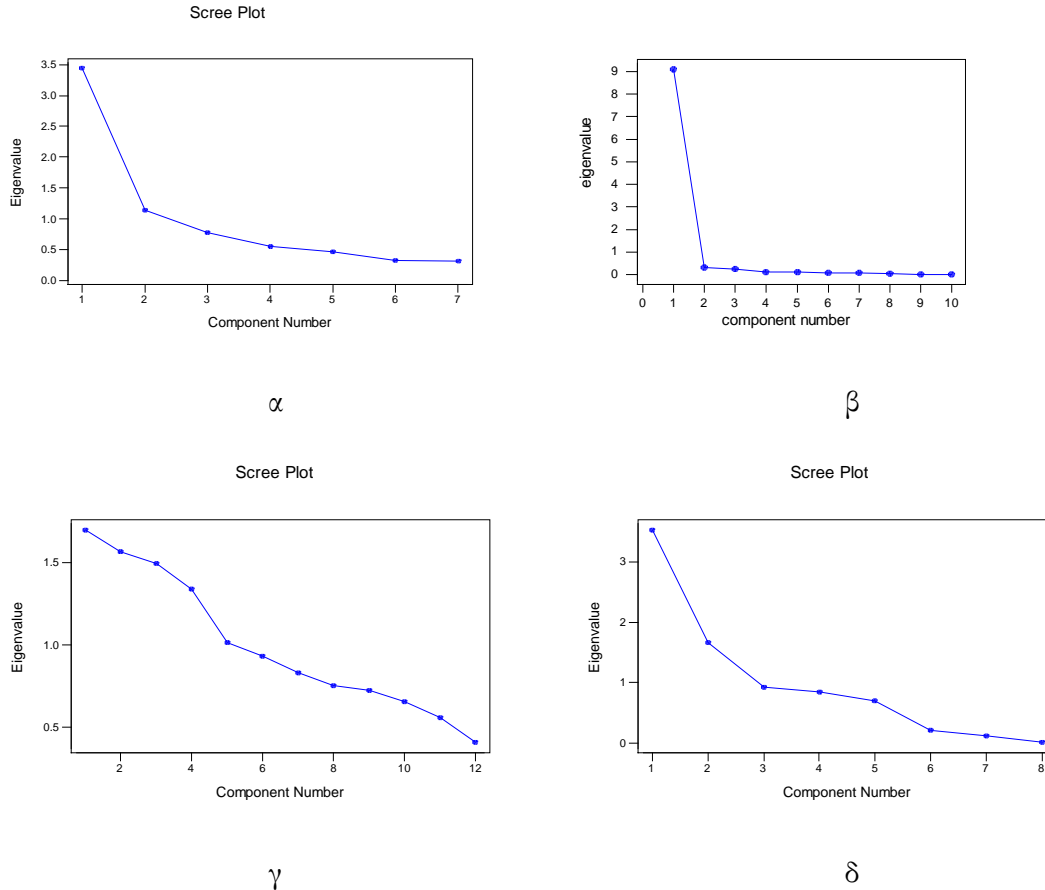 Scree Plot
3.5
3.0
2.5
2.0
1.5
1.0
0.5
0.0
Eigenvalue
1 2 3 4 5 6 7
Component Number
α
9
8
7
6
5
4
3
2
1
0
eigenvalue
0 1 2 3 4 5 6 7 8 9 10
component number
β
Scree Plot
1.5
1.0
0.5
Eigenvalue
2 4 6 8 10 12
Component Number
γ
Scree Plot
3
2
1
0
Eigenvalue
1 2 3 4 5 6 7 8
Component Number
δ